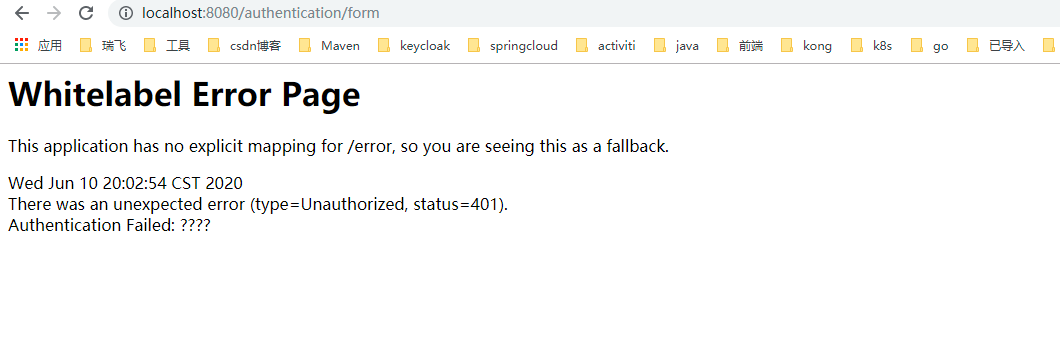 localhost:8080/authentication/form
应用 瑞飞 工具 csdn博客 Maven keycloak springcloud activiti java 前端 kong k8s go 已导入
Whitelabel Error Page
This application has no explicit mapping for /error, so you are seeing this as a fallback.
Wed Jun 10 20:02:54 CST 2020
There was an unexpected error (type=Unauthorized, status=401).
Authentication Failed: ????